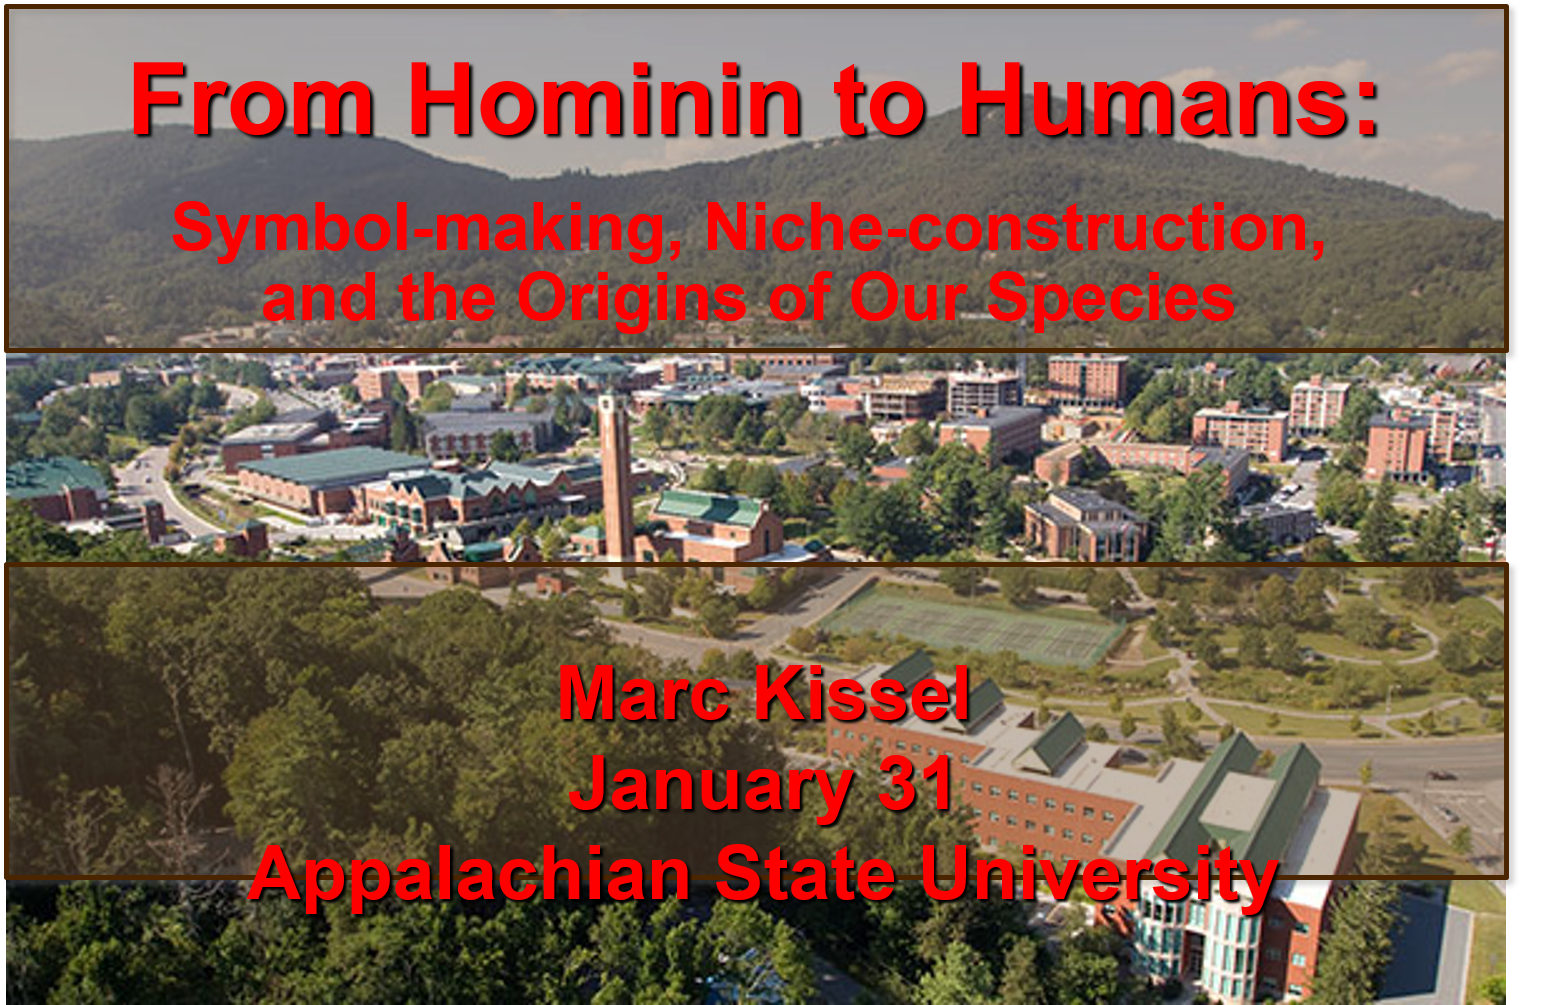 From Hominin to Humans:
Symbol-making, Niche-construction,
and the Origins of Our Species
Marc Kissel
January 31
Appalachian State University